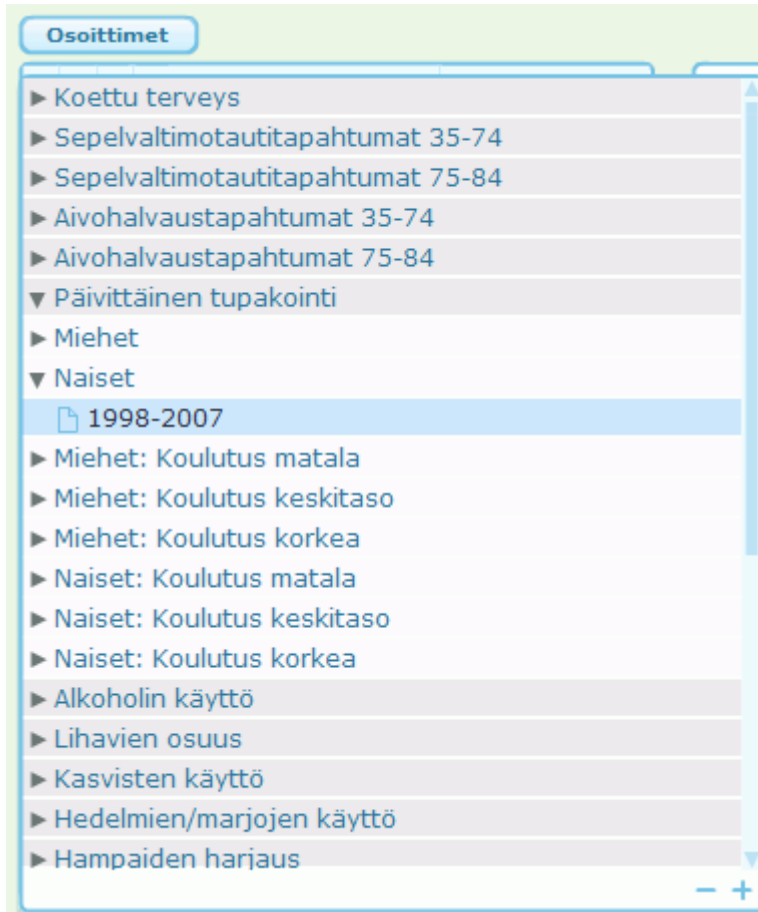 Osoittimet
Koettu terveys
Sepelvaltimotautitapahtumat 35-74
Sepelvaltimotautitapahtumat 75-84
Aivohalvaustapahtumat 35-74
Aivohalvaustapahtumat 75-84
Päivittäinen tupakointi
Miehet
Naiset
1998-2007
Miehet: Koulutus matala
Miehet: Koulutus keskitaso
Miehet: Koulutus korkea
Naiset: Koulutus matala
Naiset: Koulutus keskitaso
Naiset: Koulutus korkea
Alkoholin käyttö
Lihavien osuus
Kasvisten käyttö
Hedelmien/marjojen käyttö
Hampaiden harjaus